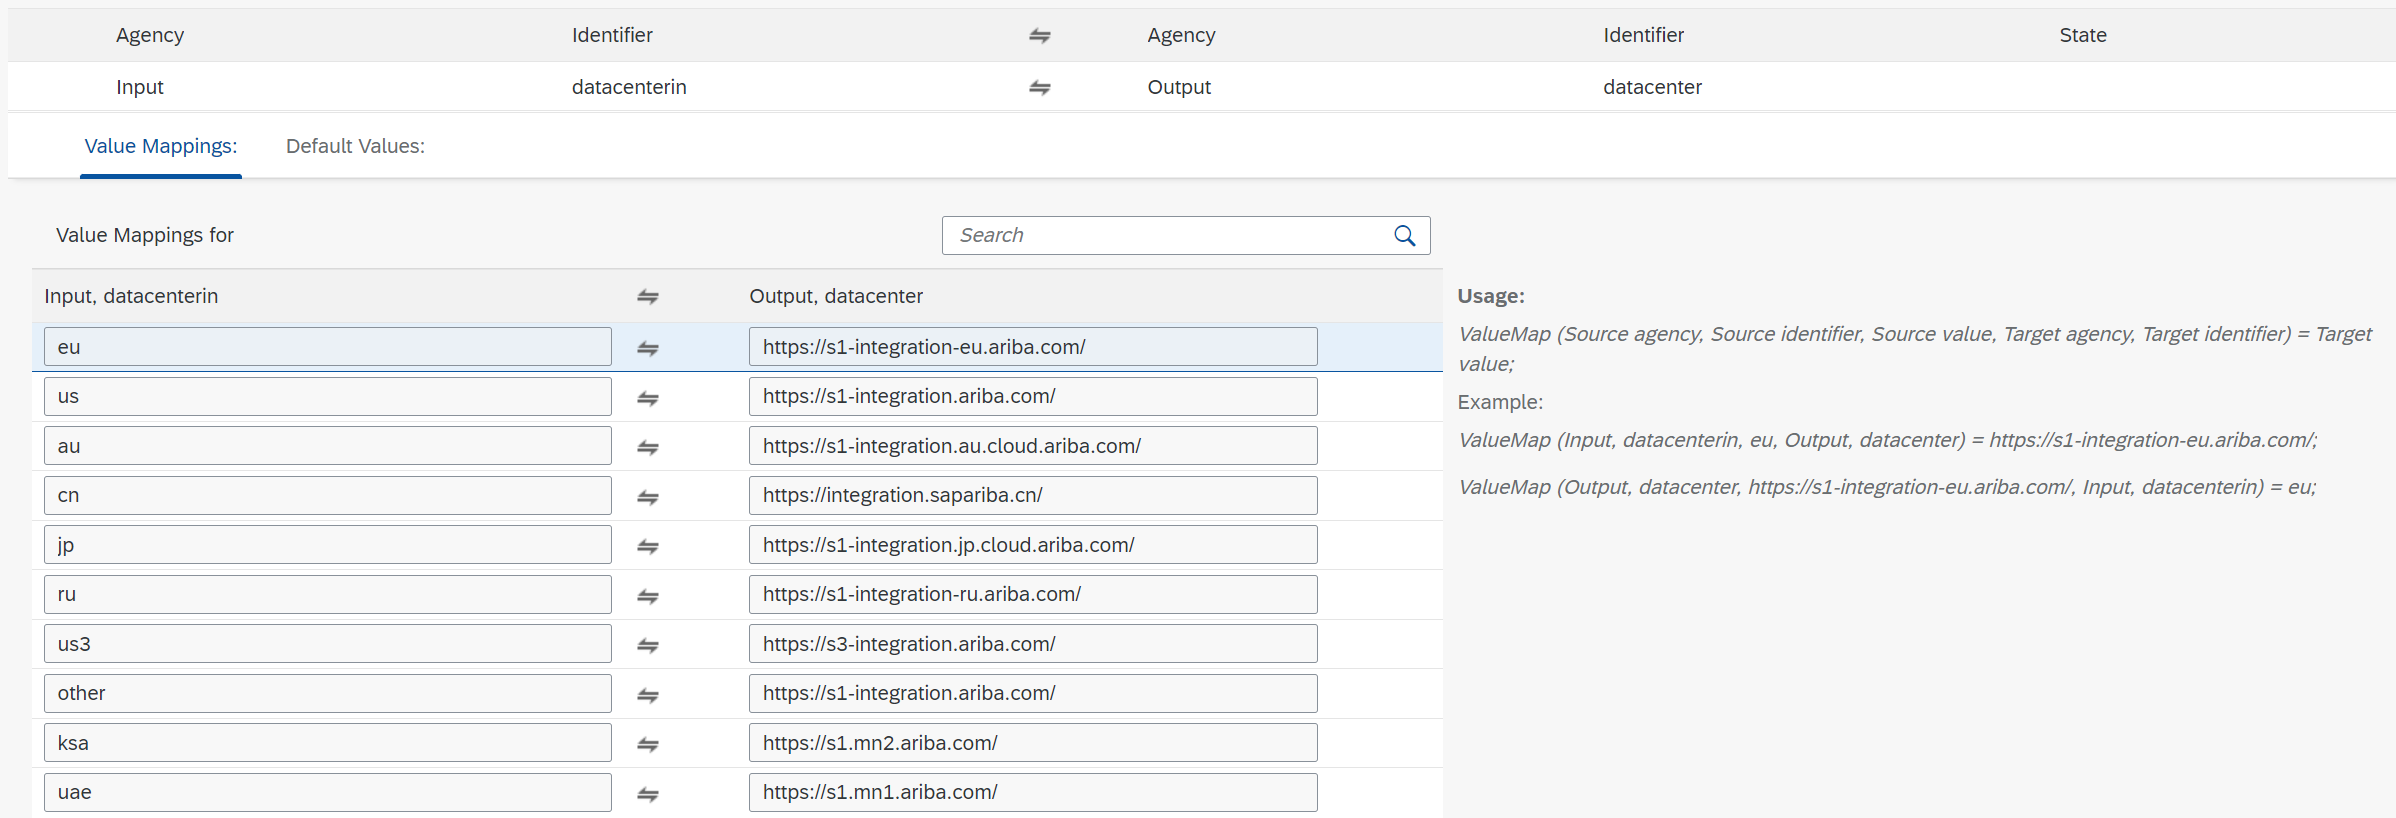 Agency Identifier ⇌ Agency Identifier State
Input datacenterin ⇌ Output datacenter
Value Mappings: Default Values:
Value Mappings for Search
Input, datacenterin ⇌ Output, datacenter
eu ⇌ https://s1-integration-eu.ariba.com/
us ⇌ https://s1-integration.ariba.com/
au ⇌ https://s1-integration.au.cloud.ariba.com/
cn ⇌ https://integration.sapariba.cn/
jp ⇌ https://s1-integration.jp.cloud.ariba.com/
ru ⇌ https://s1-integration-ru.ariba.com/
us3 ⇌ https://s3-integration.ariba.com/
other ⇌ https://s1-integration.ariba.com/
ksa ⇌ https://s1.mn2.ariba.com/
uae ⇌ https://s1.mn1.ariba.com/
Usage:
ValueMap (Source agency, Source identifier, Source value, Target agency, Target identifier) = Target
value;
Example:
ValueMap (Input, datacenterin, eu, Output, datacenter) = https://s1-integration-eu.ariba.com/;
ValueMap (Output, datacenter, https://s1-integration-eu.ariba.com/, Input, datacenterin) = eu;